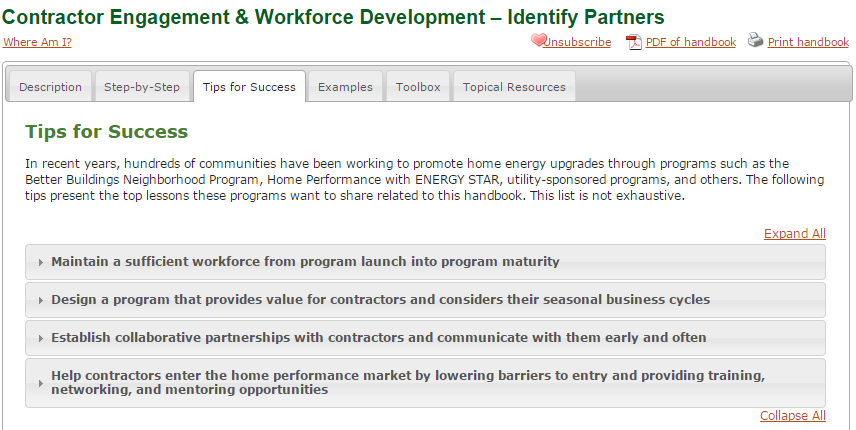 Contractor Engagement & Workforce Development – Identify Partners
Where Am I?
Unsubscribe PDF of handbook Print handbook
Description Step-by-Step Tips for Success Examples Toolbox Topical Resources
Tips for Success
In recent years, hundreds of communities have been working to promote home energy upgrades through programs such as the
Better Buildings Neighborhood Program, Home Performance with ENERGY STAR, utility-sponsored programs, and others. The following
tips present the top lessons these programs want to share related to this handbook. This list is not exhaustive.
Expand All
Maintain a sufficient workforce from program launch into program maturity
Design a program that provides value for contractors and considers their seasonal business cycles
Establish collaborative partnerships with contractors and communicate with them early and often
Help contractors enter the home performance market by lowering barriers to entry and providing training,
networking, and mentoring opportunities
Collapse All